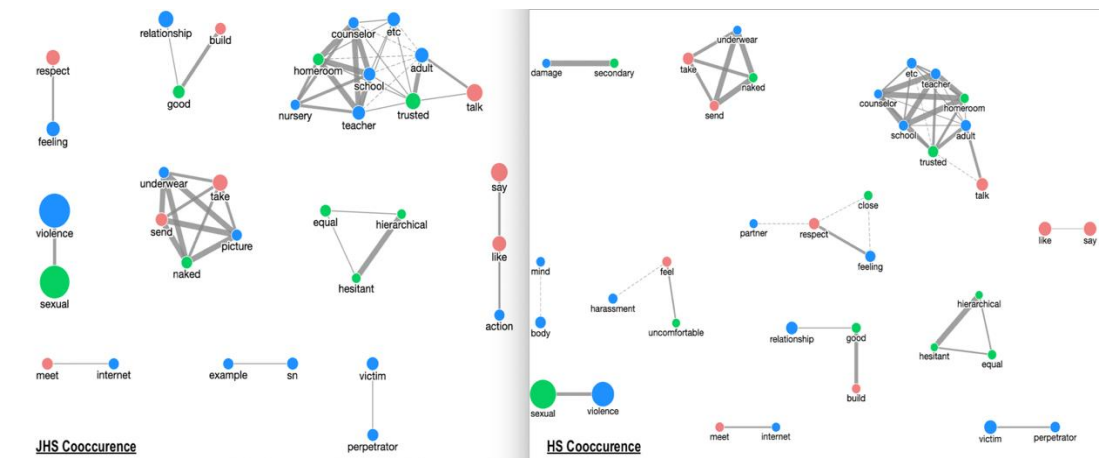 relationship
build
good
respect
feeling
counselor
etc
homeroom
adult
school
nursery
teacher
trusted
talk
underwear
take
send
picture
naked
violence
sexual
equal
hierarchical
hesitant
say
like
action
meet
internet
example
sn
victim
perpetrator
JHS Cooccurence
damage
secondary
underwear
take
naked
send
etc
teacher
counselor
homeroom
school
adult
trusted
talk
close
partner
respect
feeling
like
say
mind
body
feel
harassment
uncomfortable
hierarchical
hesitant
equal
relationship
good
build
sexual
violence
meet
internet
victim
perpetrator
HS Cooccurence